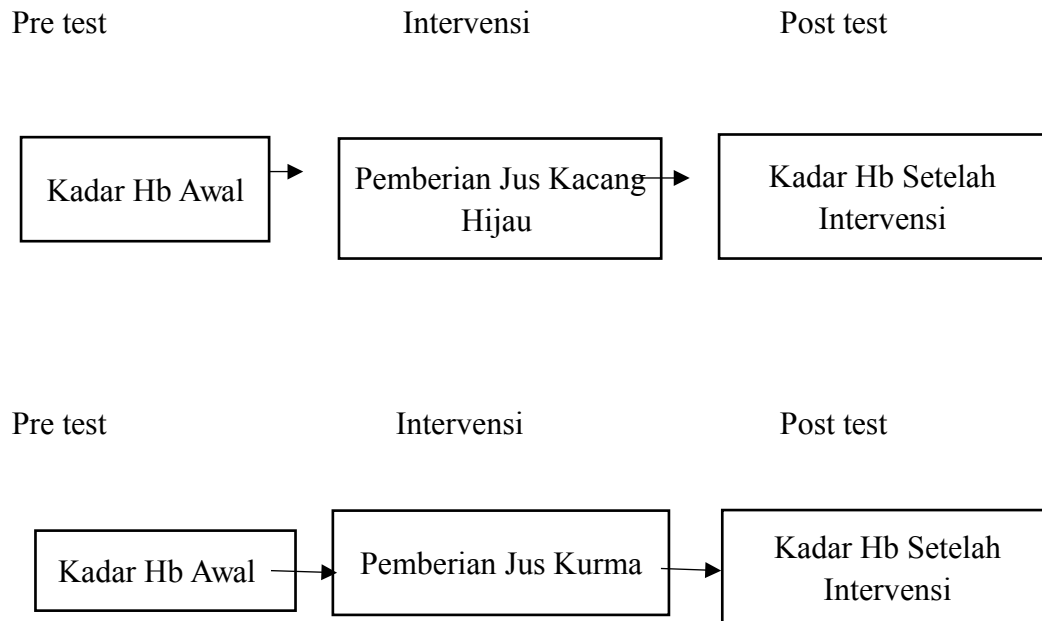 Pre test
Intervensi
Post test
Kadar Hb Awal
Pemberian Jus Kacang
Hijau
Kadar Hb Setelah
Intervensi
Pre test
Intervensi
Post test
Kadar Hb Awal
Pemberian Jus Kurma
Kadar Hb Setelah
Intervensi